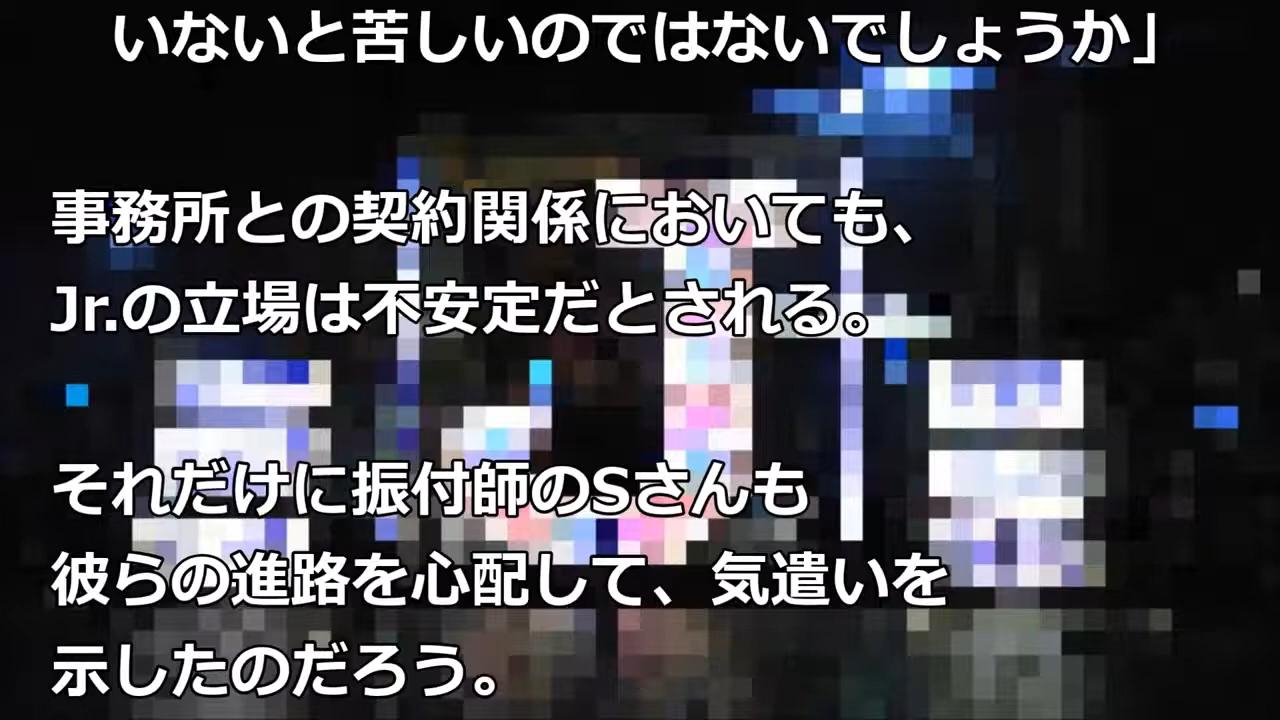 いないと苦しいのではないでしょうか」
事務所との契約関係においても、
Jr.の立場は不安定だとされる。
それだけに振付師のSさんも
彼らの進路を心配して、気遣いを
示したのだろう。